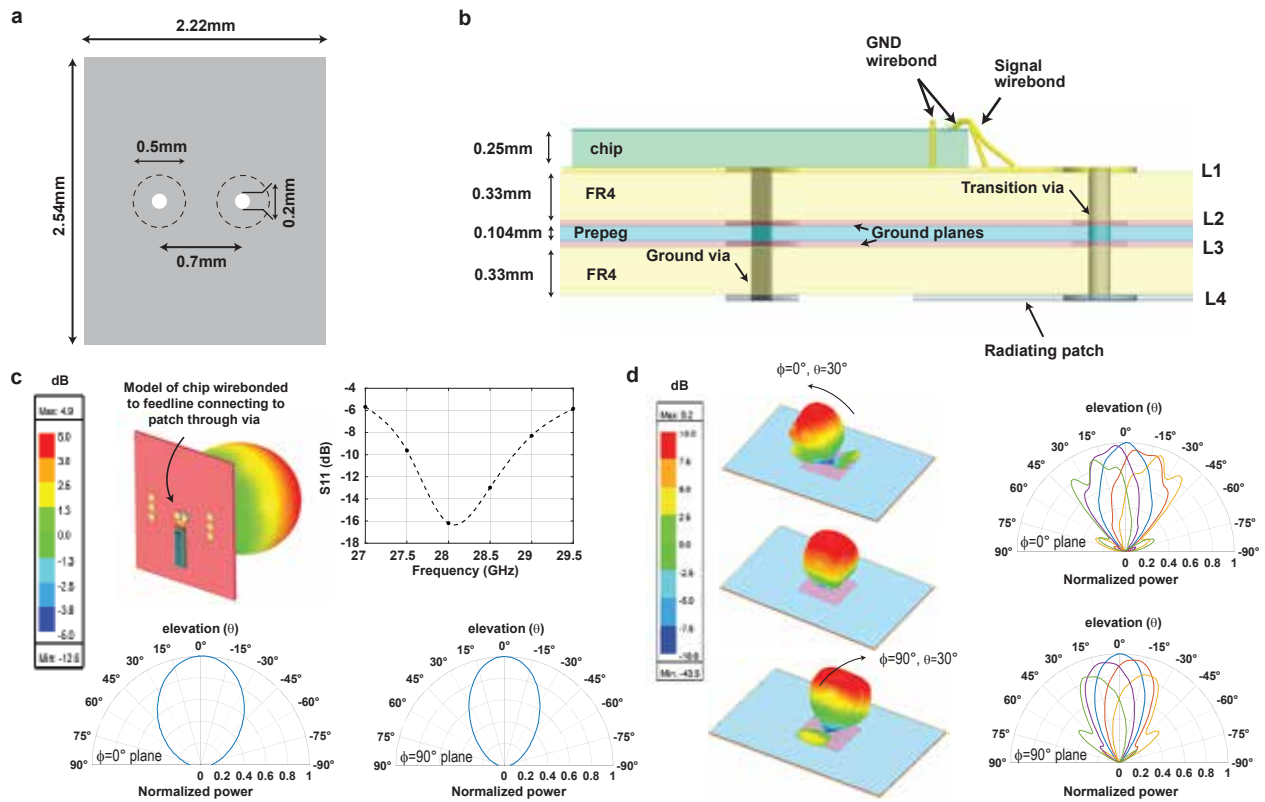 a
2.22mm
2.54mm
0.5mm
0.2mm
0.7mm
b
GND
wirebond
Signal
wirebond
0.25mm
chip
L1
0.33mm
FR4
Transition via
L2
0.104mm
Prepeg
Ground planes
L3
Ground via
0.33mm
FR4
L4
Radiating patch
c
dB
Max: 4.9
5.0
3.8
2.5
1.3
0.0
-1.3
-2.5
-3.8
-5.0
Min: -12.5
Model of chip wirebonded
to feedline connecting to
patch through via
S11 (dB)
-4
-6
-8
-10
-12
-14
-16
-18
27
27.5
28
28.5
29
29.5
Frequency (GHz)
elevation (θ)
0°
15°
-15°
30°
-30°
45°
-45°
60°
-60°
75°
-75°
90°
-90°
ϕ=0° plane
0 0.2 0.4 0.6 0.8 1
Normalized power
elevation (θ)
0°
15°
-15°
30°
-30°
45°
-45°
60°
-60°
75°
-75°
90°
-90°
ϕ=90° plane
0 0.2 0.4 0.6 0.8 1
Normalized power
d
dB
10.0
7.5
2.5
0.0
-2.5
-5.0
-7.5
-10.0
Min: -43.5
ϕ=0°, θ=30°
ϕ=90°, θ=30°
elevation (θ)
0°
15°
-15°
30°
-30°
45°
-45°
60°
-60°
75°
-75°
90°
-90°
ϕ=0° plane
0 0.2 0.4 0.6 0.8 1
Normalized power
elevation (θ)
0°
15°
-15°
30°
-30°
45°
-45°
60°
-60°
75°
-75°
90°
-90°
ϕ=90° plane
0 0.2 0.4 0.6 0.8 1
Normalized power